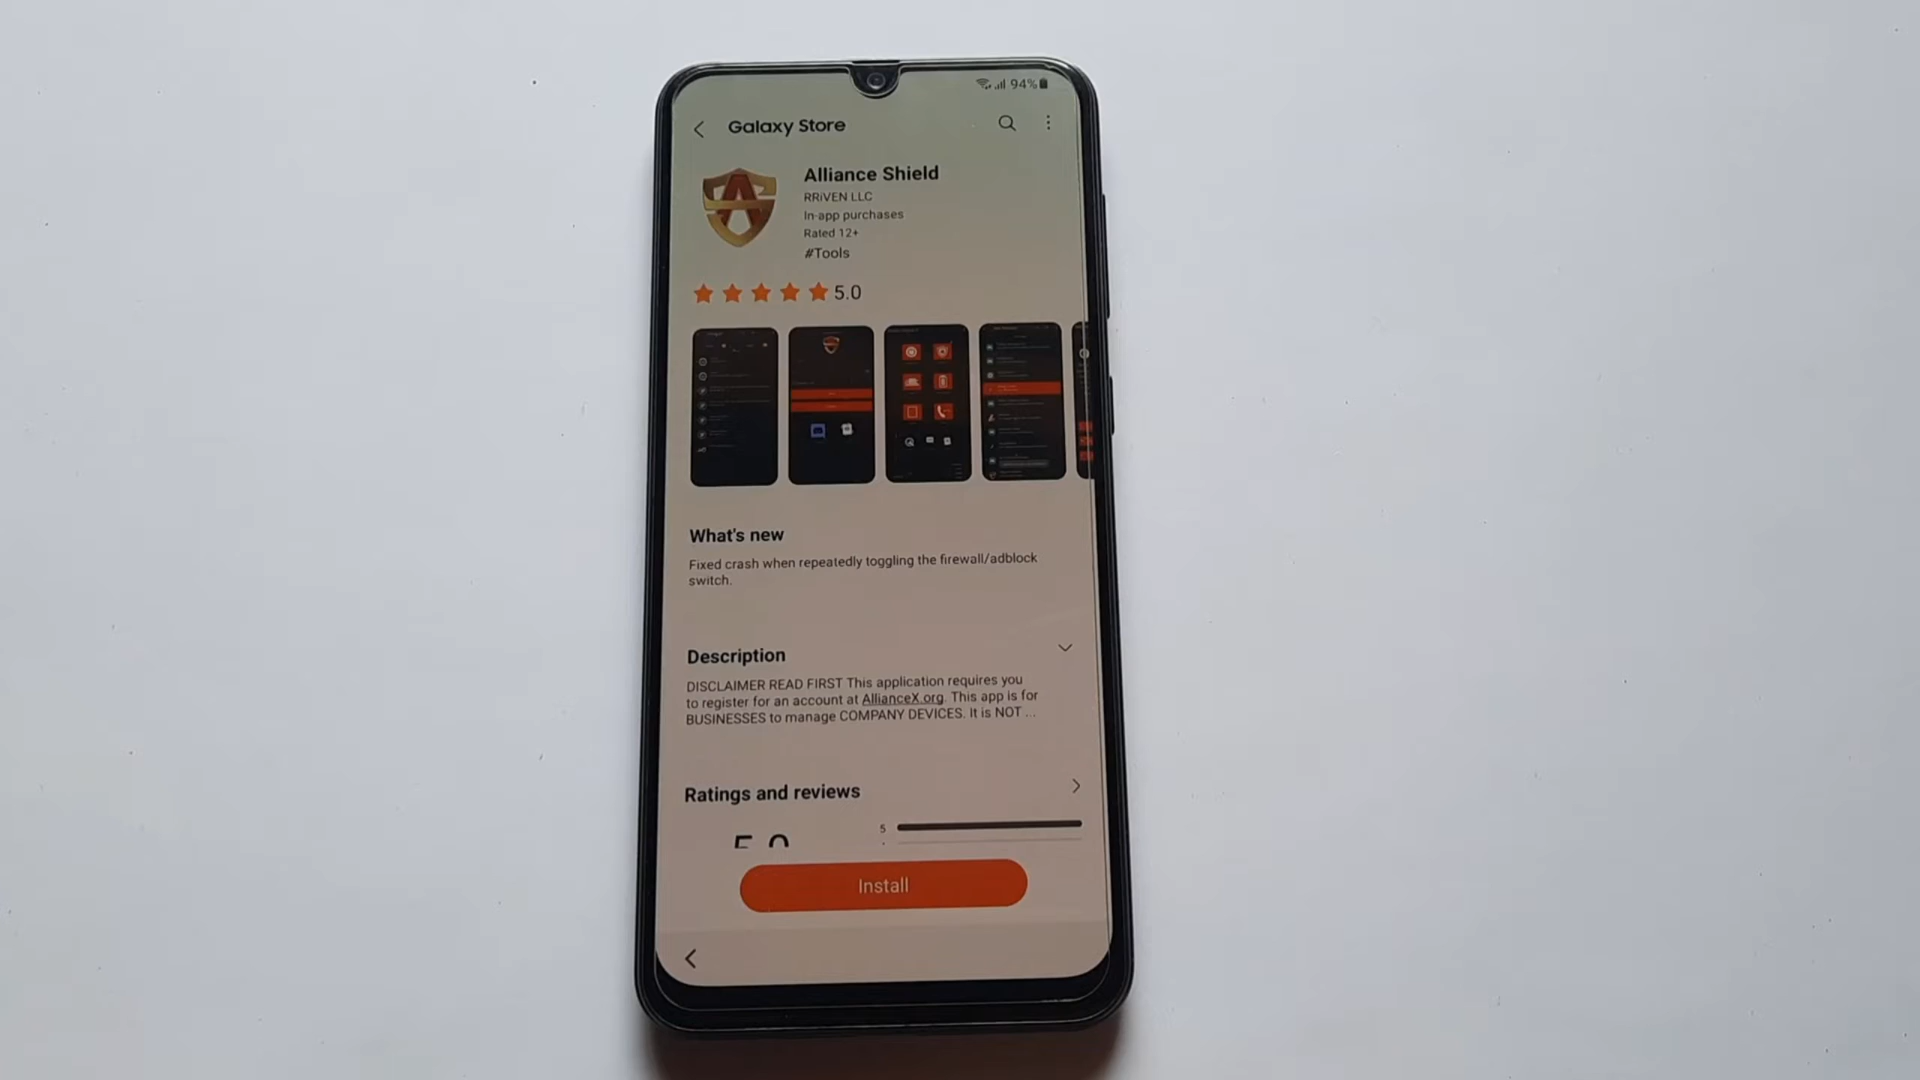 94%
Galaxy Store
Alliance Shield
RRiVEN LLC
In-app purchases
Rated 12+
#Tools
5.0
What's new
Fixed crash when repeatedly toggling the firewall/adblock
switch.
Description
DISCLAIMER READ FIRST This application requires you
to register for an account at AllianceX.org. This app is for
BUSINESSES to manage COMPANY DEVICES. It is NOT ...
Ratings and reviews
5.0
5
Install